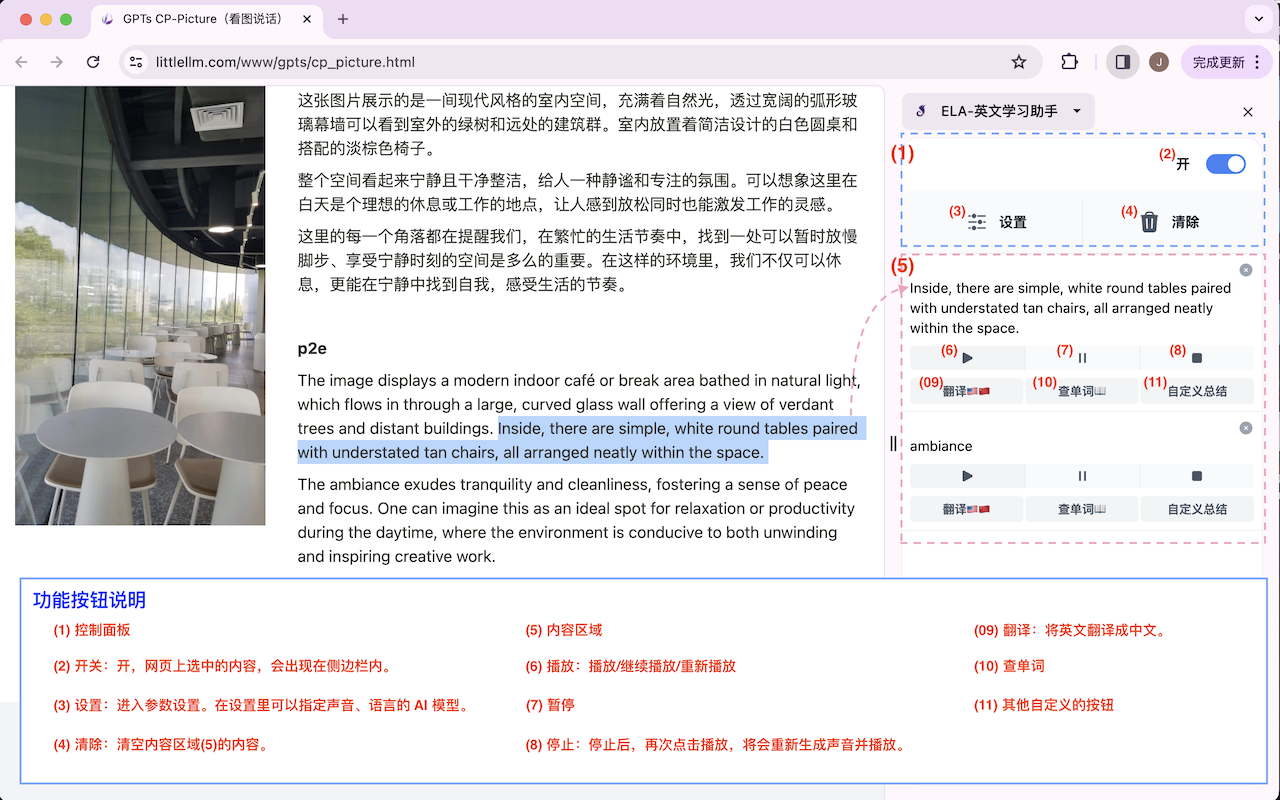 GPTs CP-Picture（看图说话）
littlellm.com/www/gpts/cp_picture.html
J
完成更新
这张图片展示的是一间现代风格的室内空间，充满着自然光，透过宽阔的弧形玻
璃幕墙可以看到室外的绿树和远处的建筑群。室内放置着简洁设计的白色圆桌和
搭配的淡棕色椅子。
整个空间看起来宁静且干净整洁，给人一种静谧和专注的氛围。可以想象这里在
白天是个理想的休息或工作的地点，让人感到放松同时也能激发工作的灵感。
这里的每一个角落都在提醒我们，在繁忙的生活节奏中，找到一处可以暂时放慢
脚步、享受宁静时刻的空间是多么的重要。在这样的环境里，我们不仅可以休
息，更能在宁静中找到自我，感受生活的节奏。
p2e
The image displays a modern indoor café or break area bathed in natural light,
which flows in through a large, curved glass wall offering a view of verdant
trees and distant buildings. Inside, there are simple, white round tables paired
with understated tan chairs, all arranged neatly within the space.
The ambiance exudes tranquility and cleanliness, fostering a sense of peace
and focus. One can imagine this as an ideal spot for relaxation or productivity
during the daytime, where the environment is conducive to both unwinding
and inspiring creative work.
ELA-英文学习助手
(1)
(2) 开
(3) 设置
(4) 清除
(5)
Inside, there are simple, white round tables paired
with understated tan chairs, all arranged neatly
within the space.
(6)
(7)
(8)
(09) 翻译
(10) 查单词
(11) 自定义总结
ambiance
翻译
查单词
自定义总结
功能按钮说明
(1) 控制面板
(2) 开关：开，网页上选中的内容，会出现在侧边栏内。
(3) 设置：进入参数设置。在设置里可以指定声音、语言的 AI 模型。
(4) 清除：清空内容区域(5)的内容。
(5) 内容区域
(6) 播放：播放/继续播放/重新播放
(7) 暂停
(8) 停止：停止后，再次点击播放，将会重新生成声音并播放。
(09) 翻译：将英文翻译成中文。
(10) 查单词
(11) 其他自定义的按钮